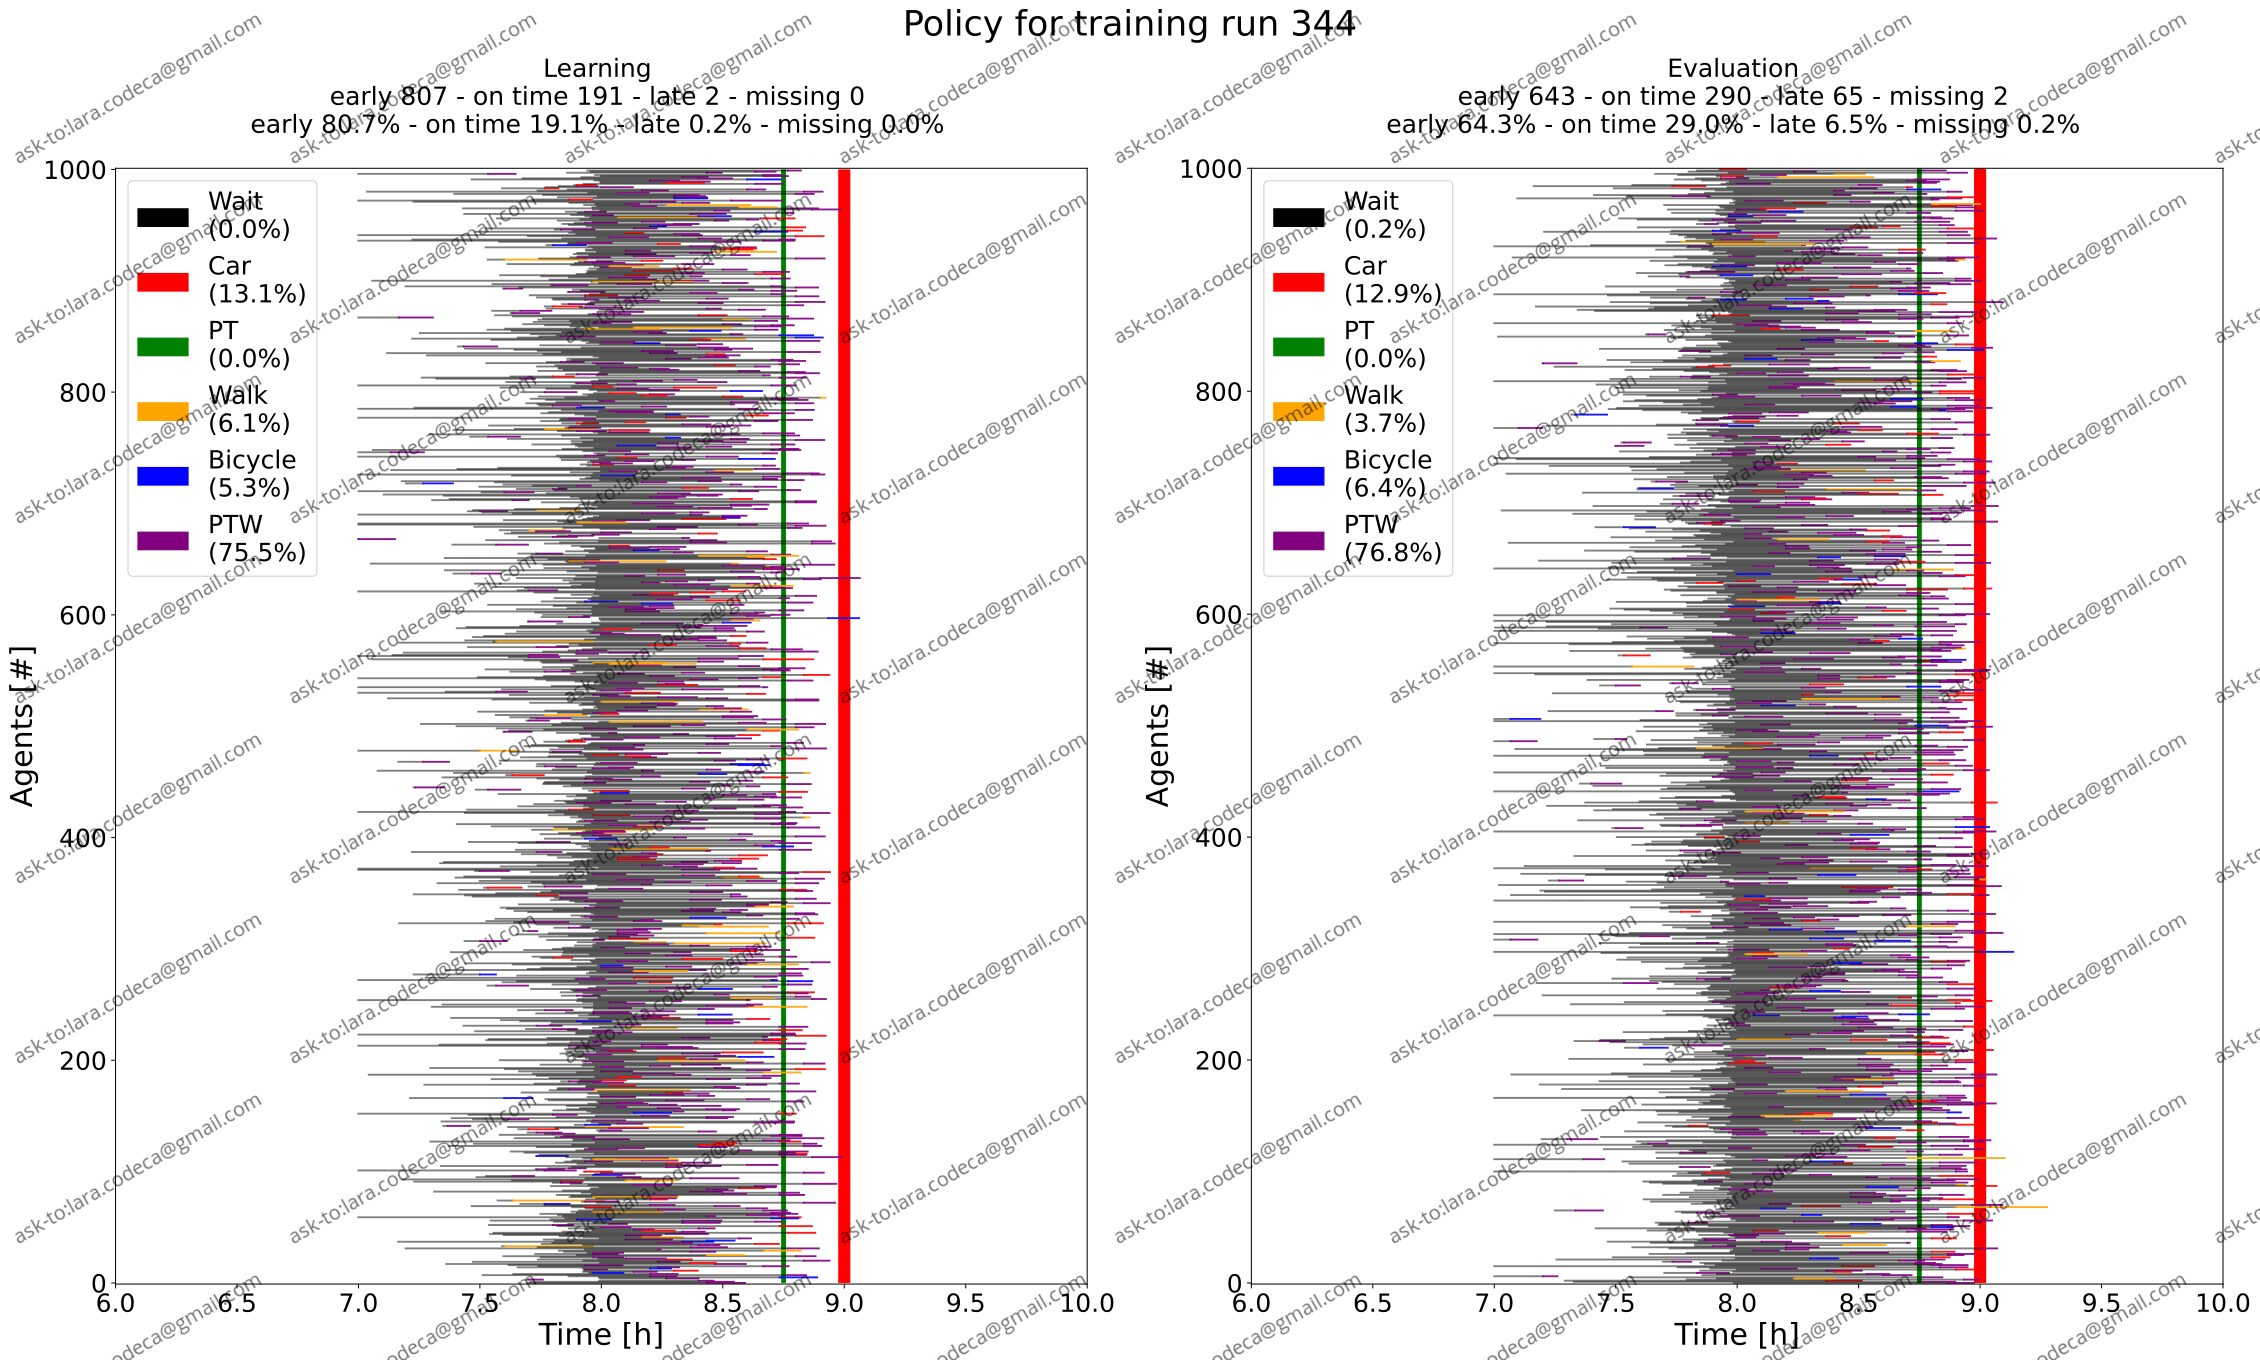 Policy for training run 344
Learning
early 807 - on time 191 - late 2 - missing 0
early 80.7% - on time 19.1% - late 0.2% - missing 0.0%
1000
800
600
400
200
0
Agents [#]
Wait
(0.0%)
Car
(13.1%)
PT
(0.0%)
Walk
(6.1%)
Bicycle
(5.3%)
PTW
(75.5%)
6.0 6.5 7.0 7.5 8.0 8.5 9.0 9.5 10.0
Time [h]
Evaluation
early 643 - on time 290 - late 65 - missing 2
early 64.3% - on time 29.0% - late 6.5% - missing 0.2%
1000
800
600
400
200
0
Agents [#]
Wait
(0.2%)
Car
(12.9%)
PT
(0.0%)
Walk
(3.7%)
Bicycle
(6.4%)
PTW
(76.8%)
6.0 6.5 7.0 7.5 8.0 8.5 9.0 9.5 10.0
Time [h]
ask-to:lara.codeca@gmail.com